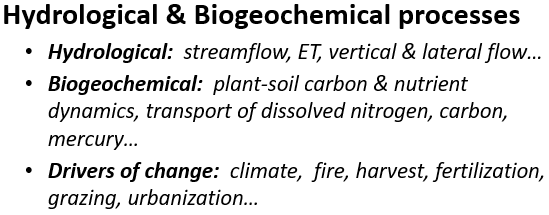 Hydrological & Biogeochemical processes
• Hydrological: streamflow, ET, vertical & lateral flow…
• Biogeochemical: plant-soil carbon & nutrient
dynamics, transport of dissolved nitrogen, carbon,
mercury…
• Drivers of change: climate, fire, harvest, fertilization,
grazing, urbanization…